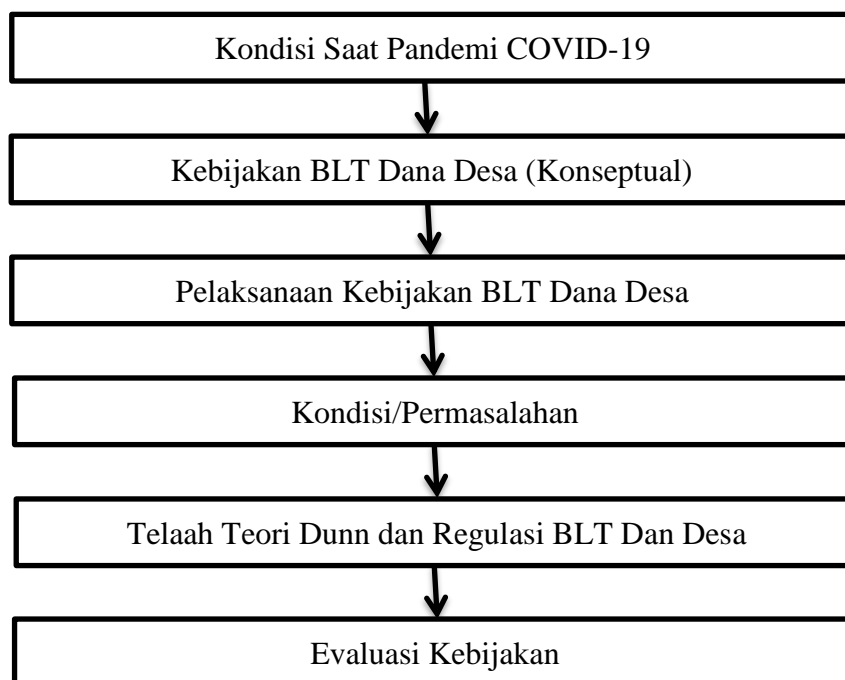 Kondisi Saat Pandemi COVID-19
Kebijakan BLT Dana Desa (Konseptual)
Pelaksanaan Kebijakan BLT Dana Desa
Kondisi/Permasalahan
Telaah Teori Dunn dan Regulasi BLT Dan Desa
Evaluasi Kebijakan